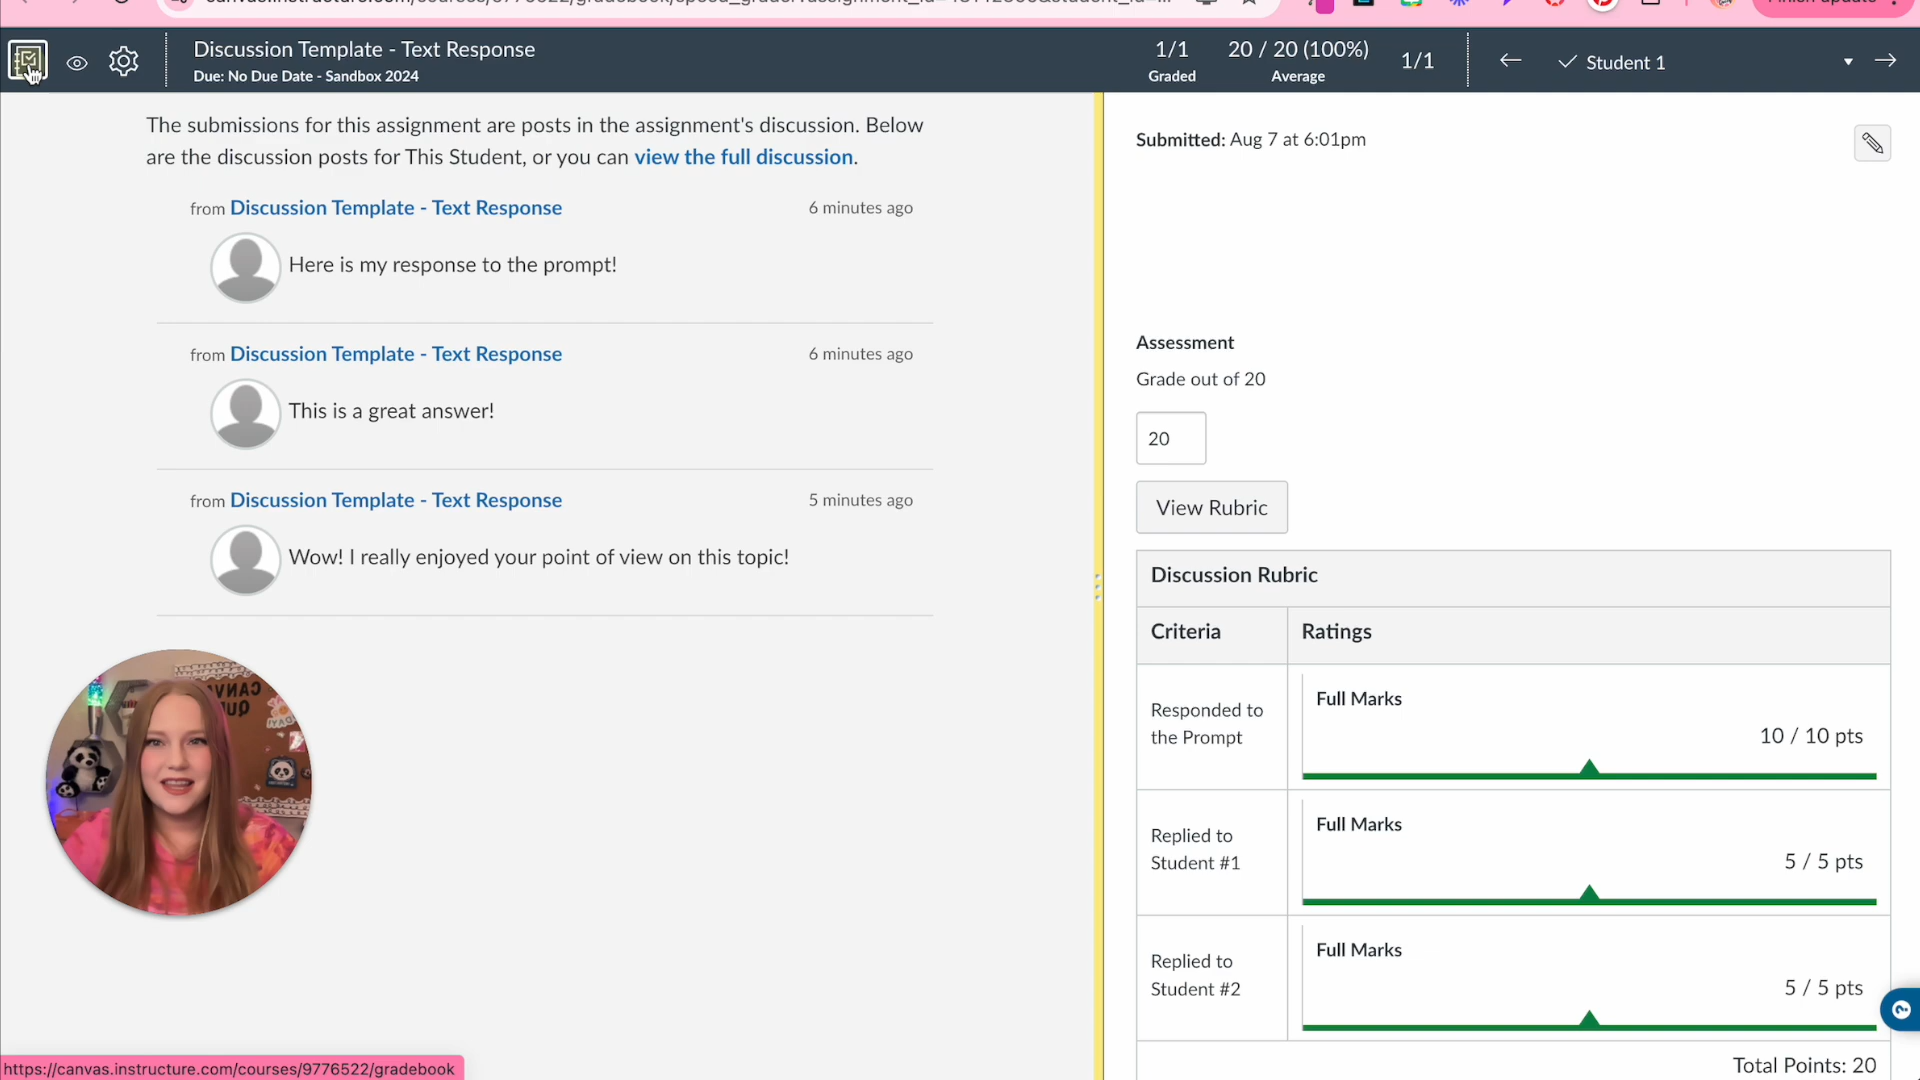 Discussion Template - Text Response
Due: No Due Date - Sandbox 2024
1/1
Graded
20 / 20 (100%)
Average
1/1
Student 1
The submissions for this assignment are posts in the assignment's discussion. Below
are the discussion posts for This Student, or you can view the full discussion.
from Discussion Template - Text Response
6 minutes ago
Here is my response to the prompt!
from Discussion Template - Text Response
6 minutes ago
This is a great answer!
from Discussion Template - Text Response
5 minutes ago
Wow! I really enjoyed your point of view on this topic!
Submitted: Aug 7 at 6:01pm
Assessment
Grade out of 20
20
View Rubric
Discussion Rubric
Criteria
Ratings
Responded to
the Prompt
Full Marks
10 / 10 pts
Replied to
Student #1
Full Marks
5 / 5 pts
Replied to
Student #2
Full Marks
5 / 5 pts
Total Points: 20
https://canvas.instructure.com/courses/9776522/gradebook